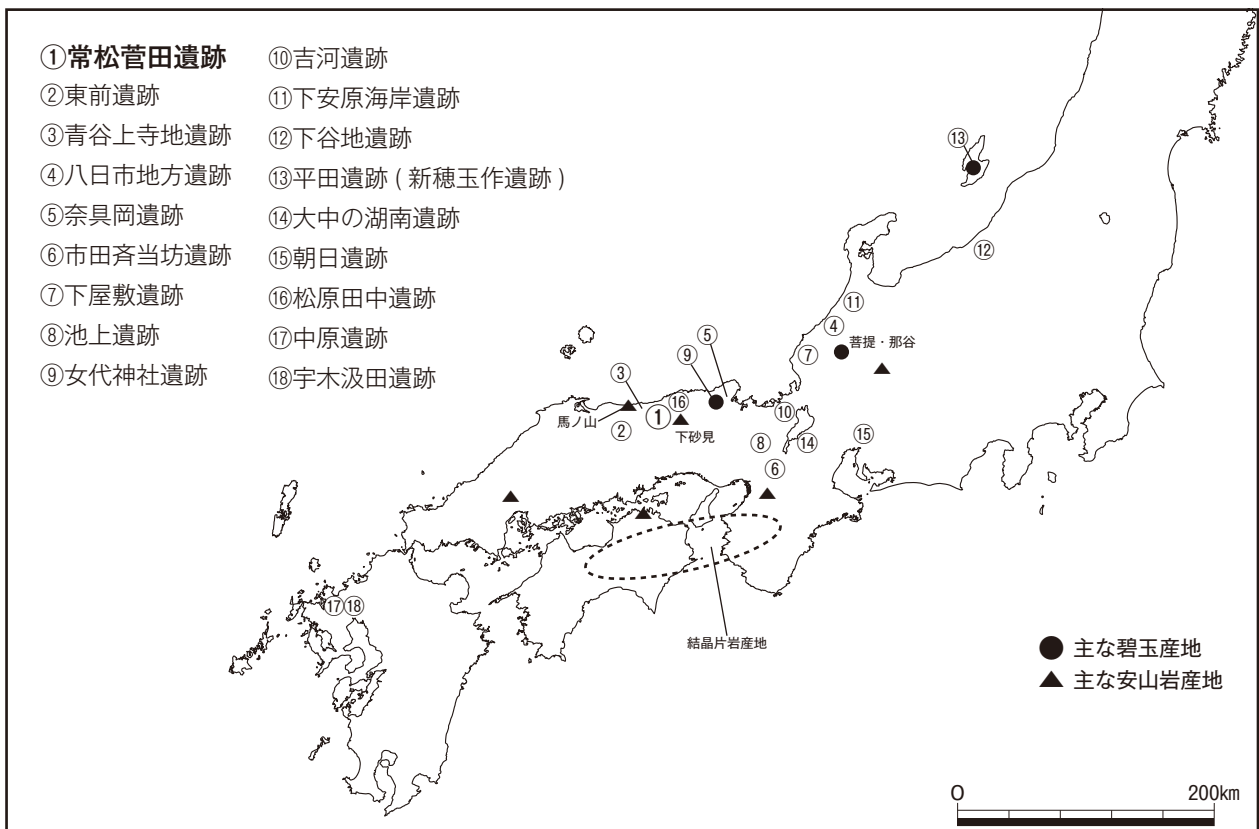 ①常松菅田遺跡
②東前遺跡
③青谷上寺地遺跡
④八日市地方遺跡
⑤奈具岡遺跡
⑥市田斉当坊遺跡
⑦下屋敷遺跡
⑧池上遺跡
⑨女代神社遺跡
⑩吉河遺跡
⑪下安原海岸遺跡
⑫下谷地遺跡
⑬平田遺跡 ( 新穂玉作遺跡 )
⑭大中の湖南遺跡
⑮朝日遺跡
⑯松原田中遺跡
⑰中原遺跡
⑱宇木汲田遺跡
⑬
⑫
⑪
④
菩提・那谷
⑦
⑤
⑨
③
⑯
①
馬ノ山
②
下砂見
⑩
⑧
⑭
⑮
⑥
⑰⑱
結晶片岩産地
●主な碧玉産地
▲主な安山岩産地
0 200km